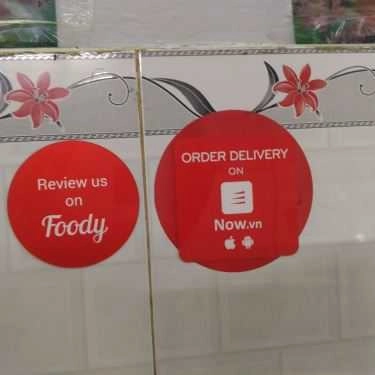 Review us
on
Foody
ORDER DELIVERY
ON
Now.vn